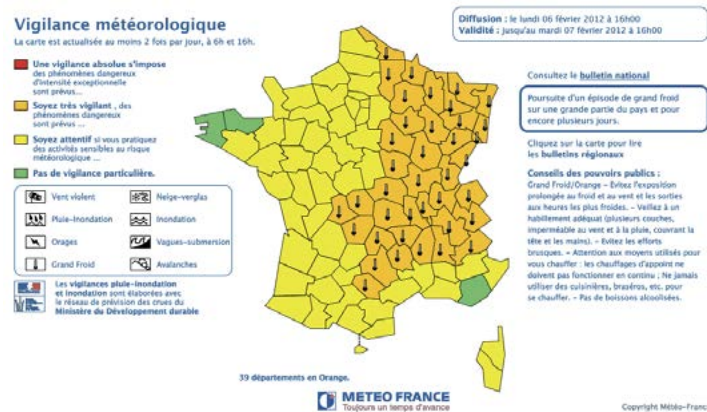 Vigilance météorologique
La carte est actualisée au moins 2 fois par jour, à 6h et 16h.
Une vigilance absolue s'impose
des phénomènes dangereux
d'intensité exceptionnelle
sont prévus...
Soyez très vigilant , des
phénomènes dangereux
sont prévus ...
Soyez attentif si vous pratiquez
des activités sensibles au risque
météorologique ...
Pas de vigilance particulière.
Vent violent
Neige-verglas
Pluie-Inondation
Inondation
Orages
Vagues-submersion
Grand Froid
Avalanches
Les vigilances pluie-inondation
et inondation sont élaborées avec
le réseau de prévision des crues du
Ministère du Développement durable
39 départements en Orange.
METEO FRANCE
Toujours un temps d'avance
Diffusion : le lundi 06 février 2012 à 16h00
Validité : jusqu'au mardi 07 février 2012 à 16h00
Consultez le bulletin national
Poursuite d'un épisode de grand froid
sur une grande partie du pays et pour
encore plusieurs jours.
Cliquez sur la carte pour lire
les bulletins régionaux
Conseils des pouvoirs publics :
Grand Froid/Orange - Evitez l'exposition
prolongée au froid et au vent et les sorties
aux heures les plus froides. - Veillez à un
habillement adéquat (plusieurs couches,
imperméable au vent et à la pluie, couvrant la
tête et les mains). - Evitez les efforts
brusques. - Attention aux moyens utilisés pour
vous chauffer : les chauffages d'appoint ne
doivent pas fonctionner en continu ; Ne jamais
utiliser des cuisinières, braséros, etc. pour
se chauffer. - Pas de boissons alcoolisées.
Copyright Météo-France